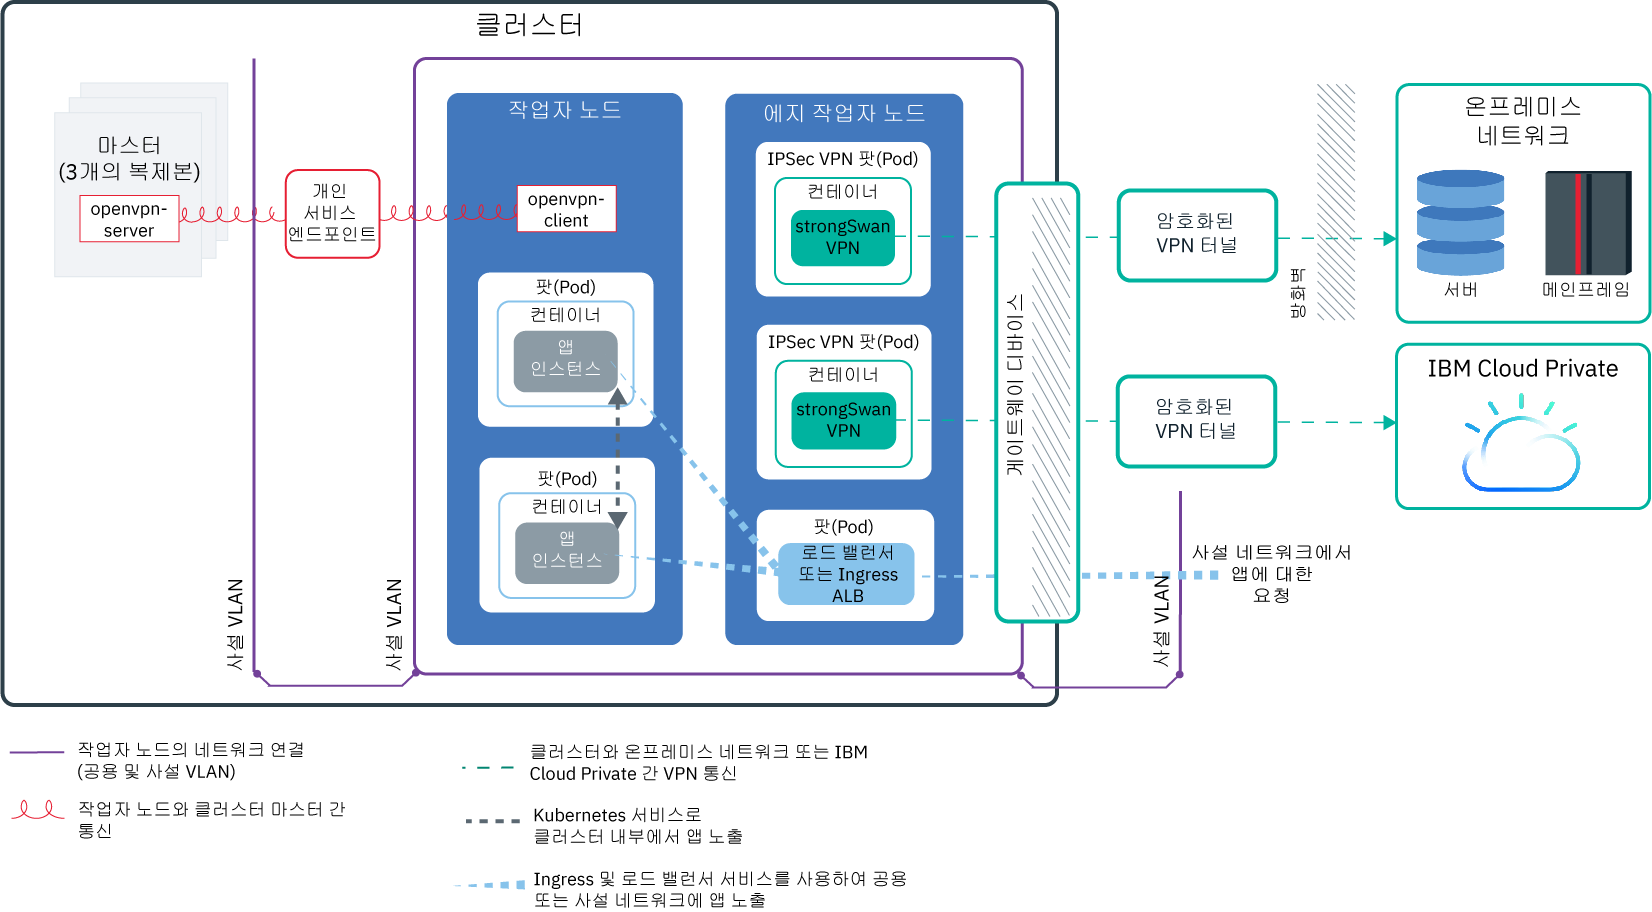 클러스터
마스터
(3개의 복제본)
openvpn-
server
개인
서비스
엔드포인트
사설 VLAN
사설 VLAN
작업자 노드
openvpn-
client
팟(Pod)
컨테이너
앱
인스턴스
팟(Pod)
컨테이너
앱
인스턴스
에지 작업자 노드
IPSec VPN 팟(Pod)
컨테이너
strongSwan
VPN
IPSec VPN 팟(Pod)
컨테이너
strongSwan
VPN
팟(Pod)
로드 밸런서
또는 Ingress
ALB
게이트웨이 디바이스
암호화된
VPN 터널
암호화된
VPN 터널
방화벽
온프레미스
네트워크
서버
메인프레임
IBM Cloud Private
사설 VLAN
사설 네트워크에서
앱에 대한
요청
작업자 노드의 네트워크 연결
(공용 및 사설 VLAN)
작업자 노드와 클러스터 마스터 간
통신
클러스터와 온프레미스 네트워크 또는 IBM
Cloud Private 간 VPN 통신
Kubernetes 서비스로
클러스터 내부에서 앱 노출
Ingress 및 로드 밸런서 서비스를 사용하여 공용
또는 사설 네트워크에 앱 노출